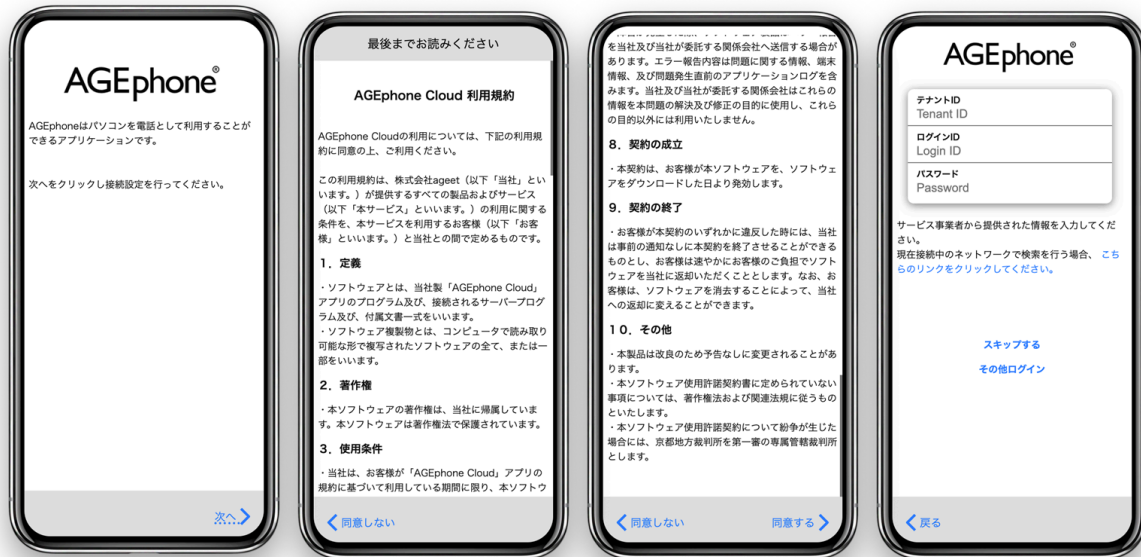 AGEphone®
AGEphoneはパソコンを電話として利用することが
できるアプリケーションです。
次へをクリックし接続設定を行ってください。
次へ
最後までお読みください
AGEphone Cloud 利用規約
AGEphone Cloudの利用については、下記の利用規
約に同意の上、ご利用ください。
この利用規約は、株式会社ageet（以下「当社」とい
います。）が提供するすべての製品およびサービス
（以下「本サービス」といいます。）の利用に関する
条件を、本サービスを利用するお客様（以下「お客
様」といいます。）と当社との間で定めるものです。
１．定義
・ソフトウェアとは、当社製「AGEphone Cloud」
アプリのプログラム及び、接続されるサーバープログ
ラム及び、付属文書一式をいいます。
・ソフトウェア複製物とは、コンピュータで読み取り
可能な形で複写されたソフトウェアの全て、または一
部をいいます。
２．著作権
・本ソフトウェアの著作権は、当社に帰属していま
す。本ソフトウェアは著作権法で保護されています。
３．使用条件
・当社は、お客様が「AGEphone Cloud」アプリの
規約に基づいて利用している期間に限り、本ソフトウ
同意しない
を当社及び当社が委託する関係会社へ送信する場合が
あります。エラー報告内容は問題に関する情報、端末
情報、及び問題発生直前のアプリケーションログを含
みます。当社及び当社が委託する関係会社はこれらの
情報を本問題の解決及び修正の目的に使用し、これら
の目的以外には利用いたしません。
８．契約の成立
・本契約は、お客様が本ソフトウェアを、ソフトウェ
アをダウンロードした日より発効します。
９．契約の終了
・お客様が本契約のいずれかに違反した時には、当社
は事前の通知なしに本契約を終了させることができる
ものとし、お客様は速やかにお客様のご負担でソフト
ウェアを当社に返却いただくこととします。なお、お
客様は、ソフトウェアを消去することによって、当社
への返却に変えることができます。
１０．その他
・本製品は改良のため予告なしに変更されることがあ
ります。
・本ソフトウェア使用許諾契約書に定められていない
事項については、著作権法および関連法規に従うもの
といたします。
・本ソフトウェア使用許諾契約について紛争が生じた
場合には、京都地方裁判所を第一審の専属管轄裁判所
とします。
同意しない
同意する
AGEphone®
テナントID
Tenant ID
ログインID
Login ID
パスワード
Password
サービス事業者から提供された情報を入力してくだ
さい。
現在接続中のネットワークで検索を行う場合、 こち
らのリンクをクリックしてください。
スキップする
その他ログイン
戻る